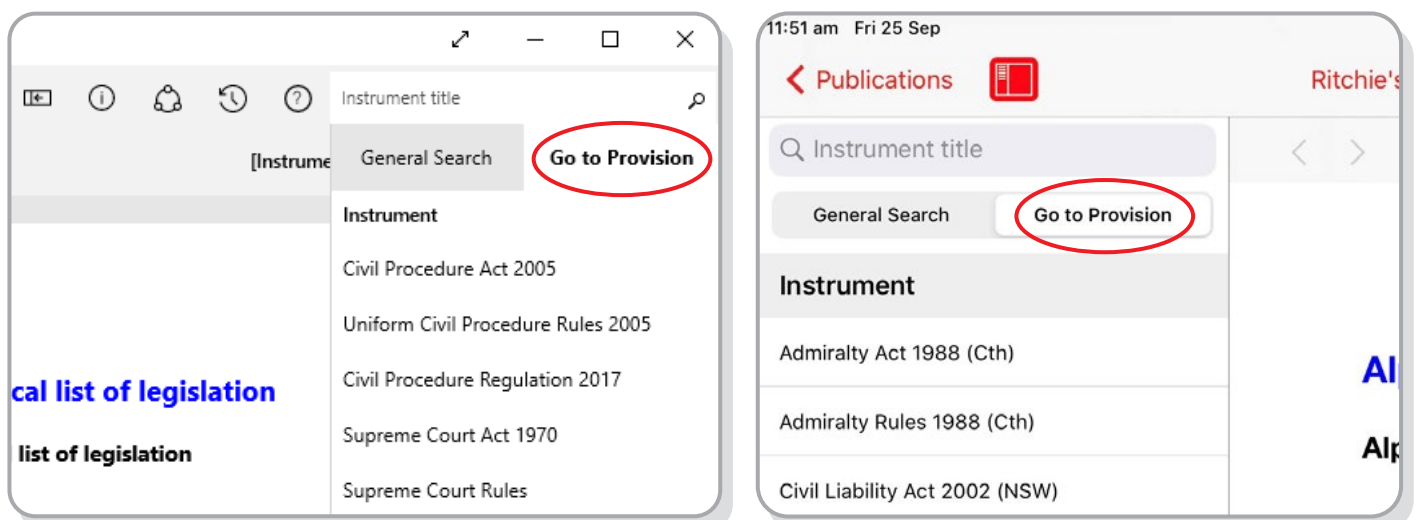 Instrument title
[Instrume
General Search
Go to Provision
Instrument
Civil Procedure Act 2005
Uniform Civil Procedure Rules 2005
Civil Procedure Regulation 2017
Supreme Court Act 1970
Supreme Court Rules
cal list of legislation
list of legislation
11:51 am Fri 25 Sep
Publications
Ritchie's
Instrument title
General Search
Go to Provision
Instrument
Admiralty Act 1988 (Cth)
Admiralty Rules 1988 (Cth)
Civil Liability Act 2002 (NSW)
Al
Alp